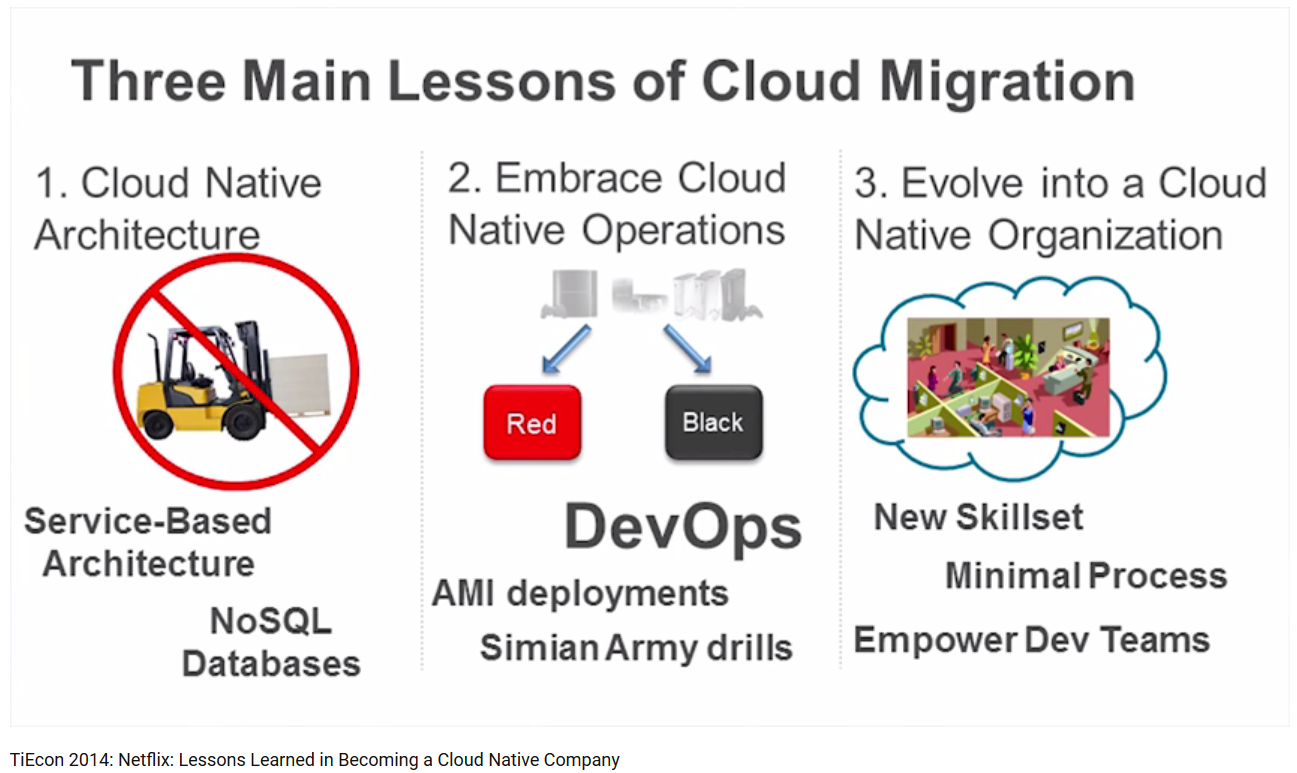 Three Main Lessons of Cloud Migration
1. Cloud Native
Architecture
Service-Based
Architecture
NoSQL
Databases
2. Embrace Cloud
Native Operations
Red
Black
DevOps
AMI deployments
Simian Army drills
3. Evolve into a Cloud
Native Organization
New Skillset
Minimal Process
Empower Dev Teams
TiEcon 2014: Netflix: Lessons Learned in Becoming a Cloud Native Company